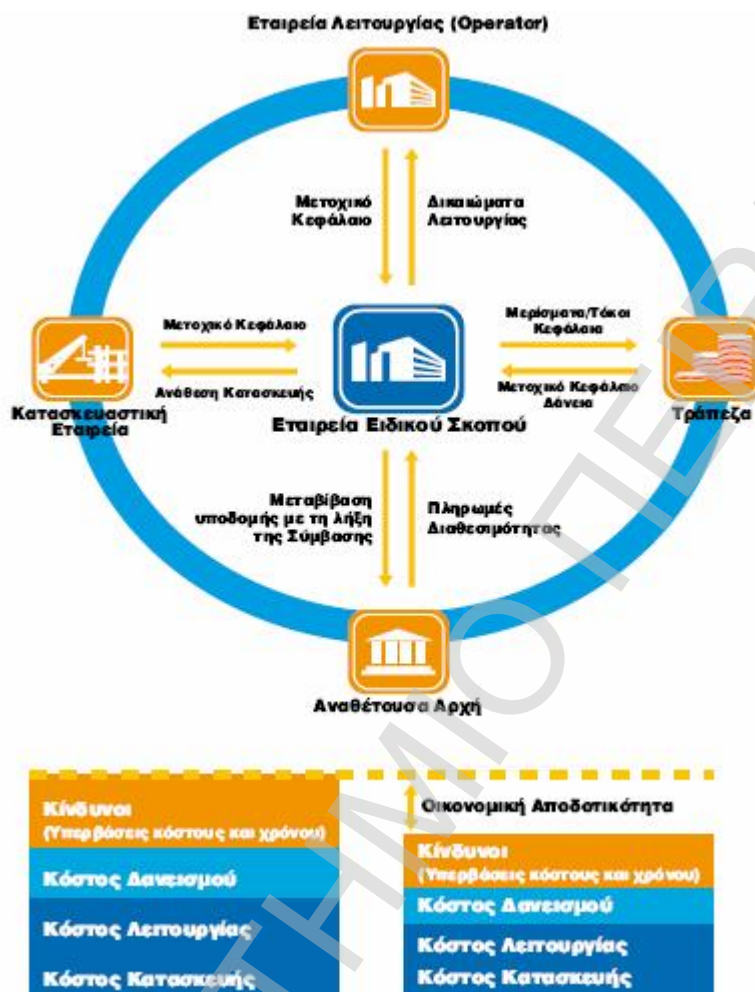 Εταιρεία Λειτουργίας (Operator)
Μετοχικό
Κεφάλαιο
Δικαιώματα
Λειτουργίας
Μετοχικό Κεφάλαιο
Ανάθεση Κατασκευής
Μερίσματα/Τόκοι
Κεφάλαια
Μετοχικό Κεφάλαιο
Δάνεια
Κατασκευαστική
Εταιρεία
Εταιρεία Ειδικού Σκοπού
Τράπεζα
Μεταβίβαση
υποδομής με τη λήξη
της Σύμβασης
Πληρωμές
Διαθεσιμότητας
Αναθέτουσα Αρχή
Οικονομική Αποδοτικότητα
Κίνδυνοι
(Υπερβάσεις κόστους και χρόνου)
Κόστος Δανεισμού
Κόστος Λειτουργίας
Κόστος Κατασκευής
Κίνδυνοι
(Υπερβάσεις κόστους και χρόνου)
Κόστος Δανεισμού
Κόστος Λειτουργίας
Κόστος Κατασκευής